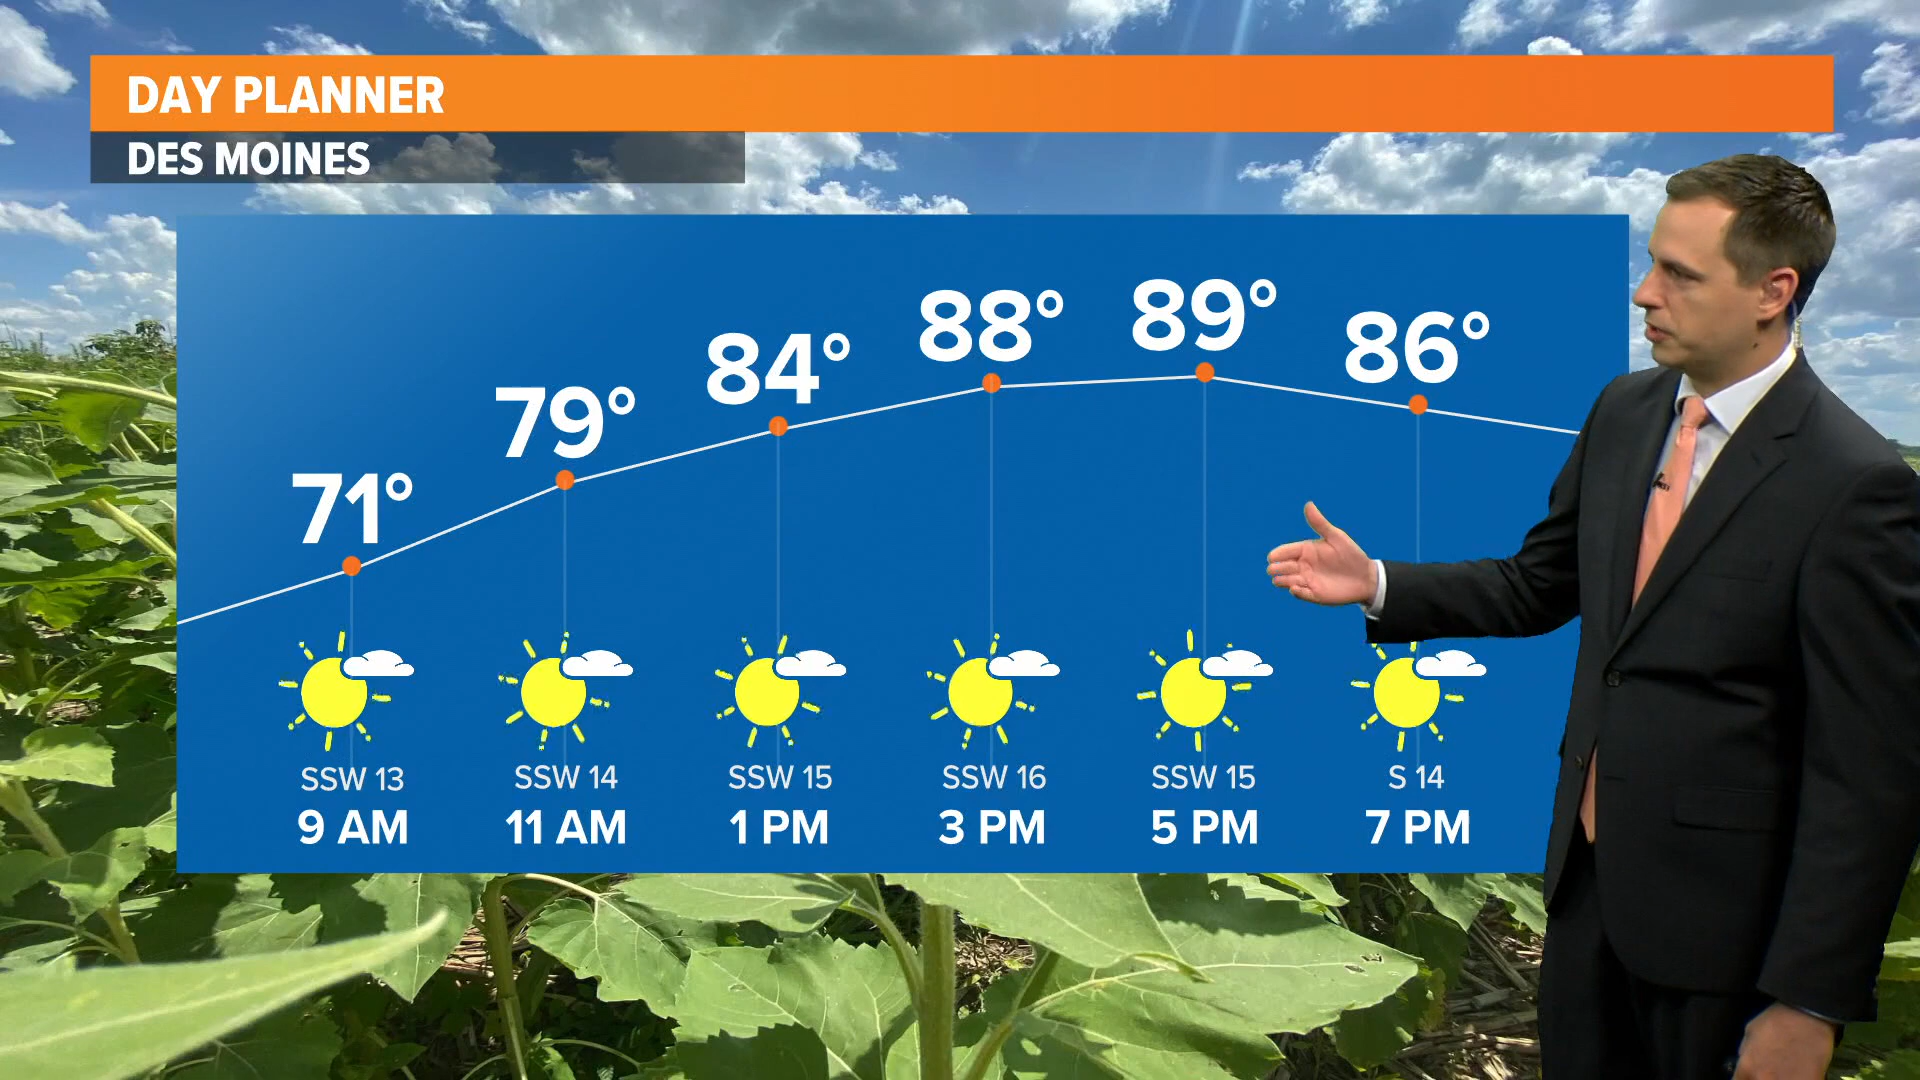 DAY PLANNER
DES MOINES
71° 79° 84° 88° 89° 86°
SSW 13 SSW 14 SSW 15 SSW 16 SSW 15 S 14
9 AM 11 AM 1 PM 3 PM 5 PM 7 PM